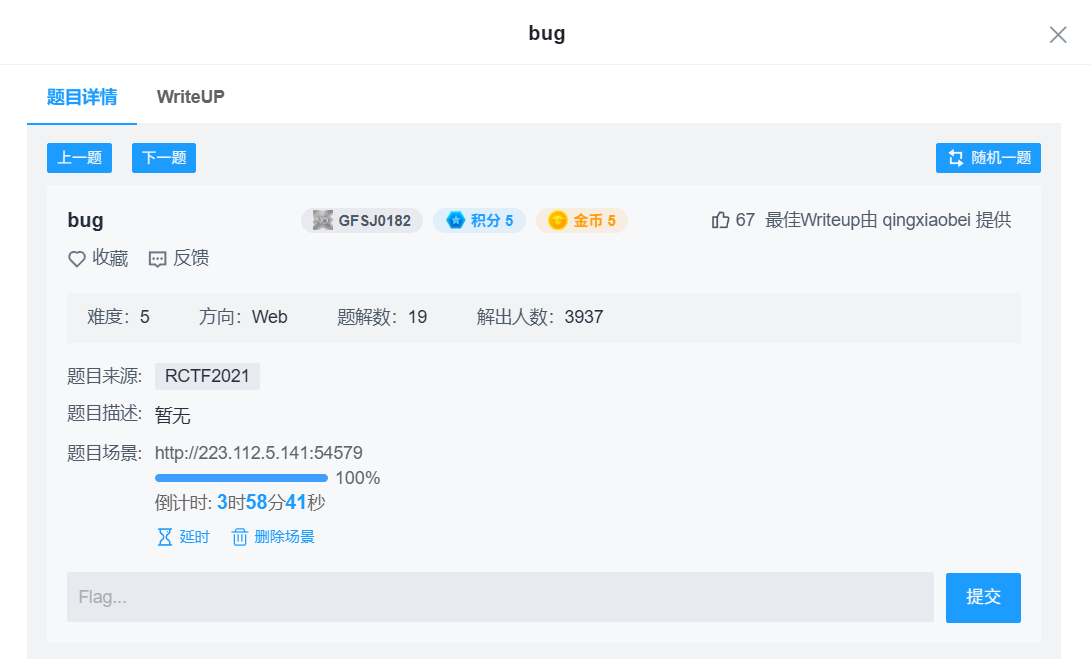 bug
题目详情 WriteUP
上一题 下一题 随机一题
bug GFSJ0182 积分 5 金币 5 67 最佳Writeup由 qingxiaobei 提供
收藏 反馈
难度：5 方向：Web 题解数：19 解出人数：3937
题目来源: RCTF2021
题目描述: 暂无
题目场景: http://223.112.5.141:54579
100%
倒计时: 3时58分41秒
延时 删除场景
Flag... 提交